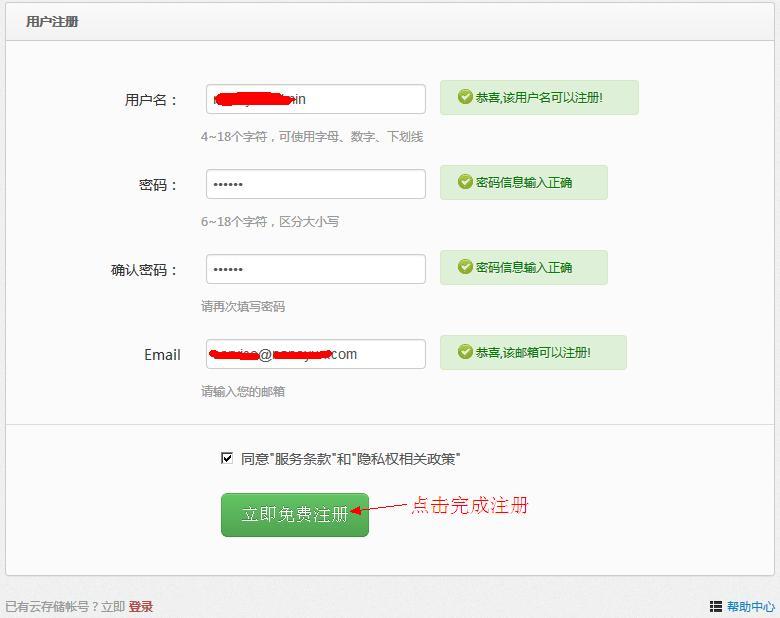 用户注册
用户名：
恭喜,该用户名可以注册!
4~18个字符，可使用字母、数字、下划线
密码：
••••••
密码信息输入正确
6~18个字符，区分大小写
确认密码：
••••••
密码信息输入正确
请再次填写密码
Email
@ .com
恭喜,该邮箱可以注册!
请输入您的邮箱
同意"服务条款"和"隐私权相关政策"
立即免费注册
点击完成注册
已有云存储帐号？立即 登录
帮助中心